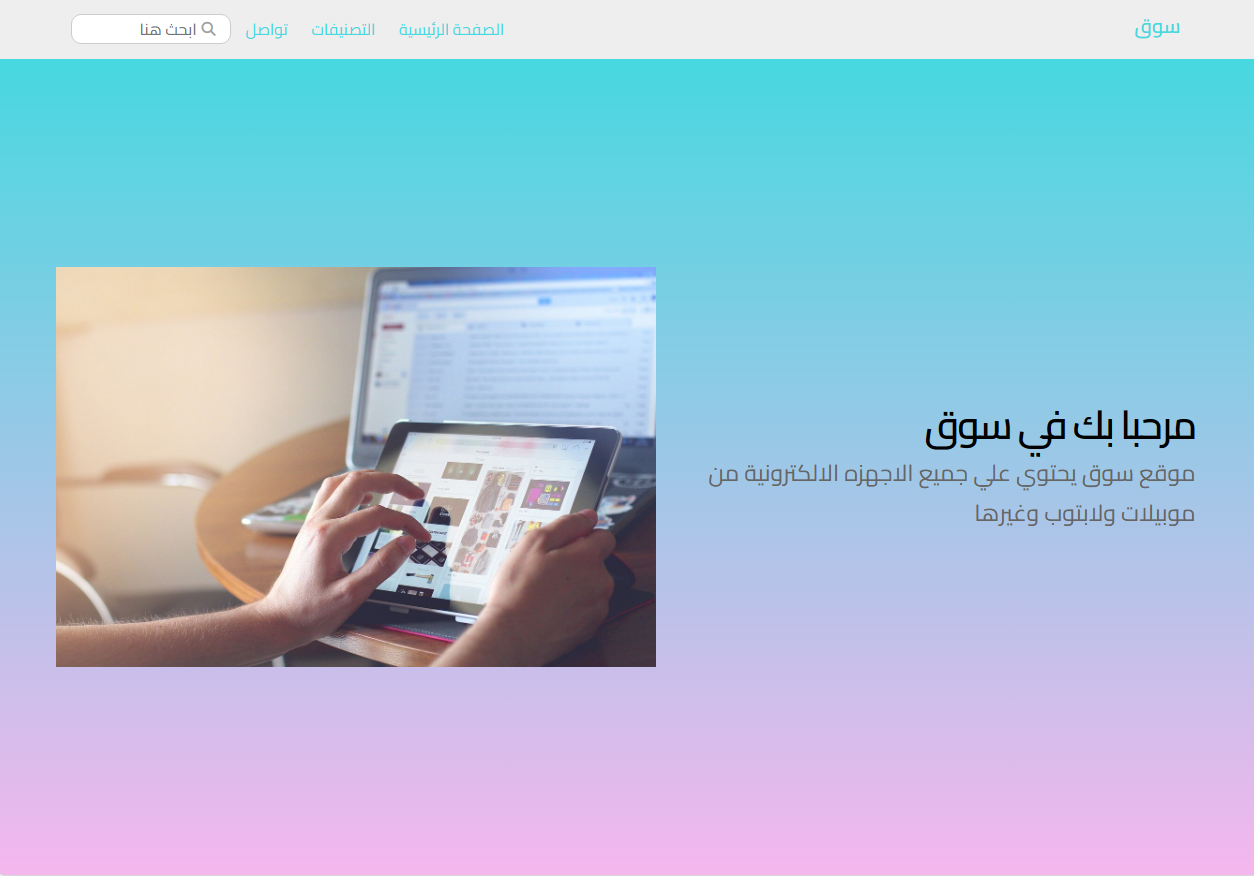 سوق
الصفحة الرئيسية
التصنيفات
تواصل
ابحث هنا
مرحبا بك في سوق
موقع سوق يحتوي علي جميع الاجهزه الالكترونية من
موبيلات ولابتوب وغيرها